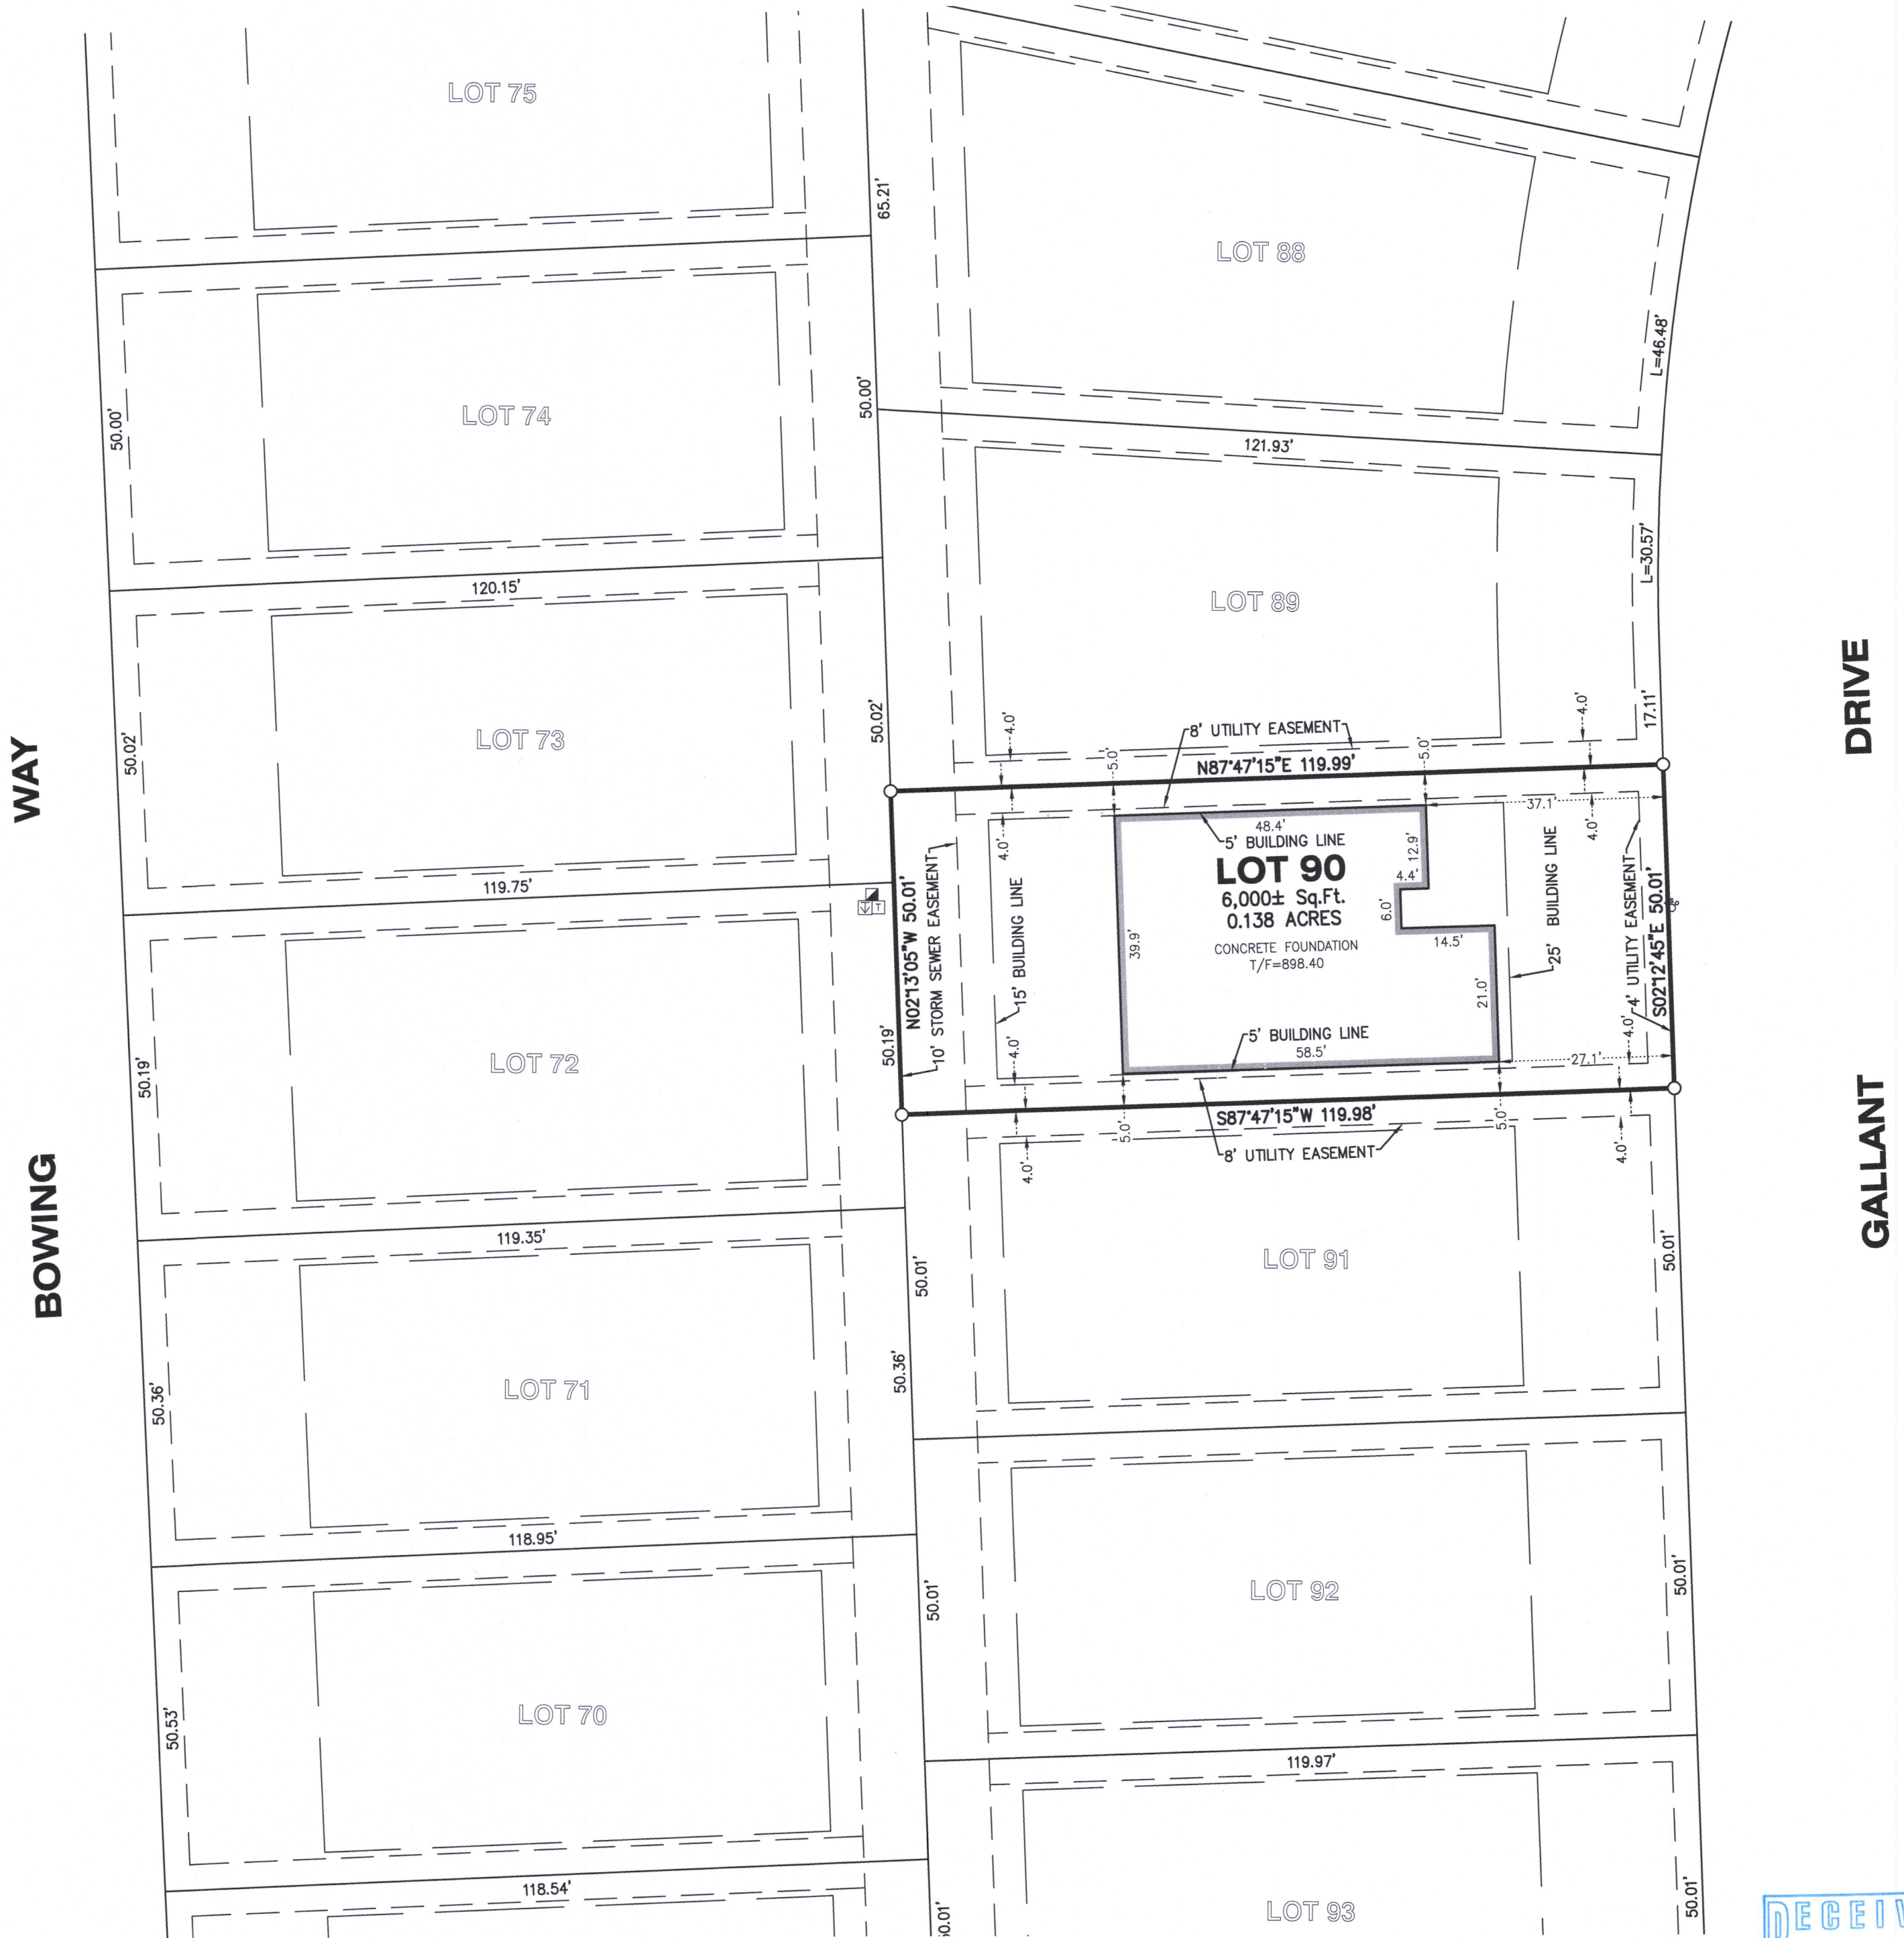 LOT 75
65.21'
LOT 88
L=46.48'
50.00'
LOT 74
50.00'
121.93'
120.15'
L=30.57'
LOT 89
50.02'
LOT 73
50.02'
17.11'
WAY
DRIVE
4.0'
4.0'
8' UTILITY EASEMENT
5.0'
5.0'
N87°47'15"E 119.99'
37.1'
48.4'
5' BUILDING LINE
4.0'
4.0'
12.9'
LOT 90
6,000± Sq.Ft.
0.138 ACRES
4.4'
6.0'
CONCRETE FOUNDATION
T/F=898.40
14.5'
39.9'
21.0'
119.75'
T
N02°13'05"W 50.01'
10' STORM SEWER EASEMENT
15' BUILDING LINE
25' BUILDING LINE
4' UTILITY EASEMENT
S02°12'45"E 50.01'
5' BUILDING LINE
58.5'
27.1'
4.0'
4.0'
50.19'
LOT 72
50.19'
S87°47'15"W 119.98'
5.0'
5.0'
8' UTILITY EASEMENT
4.0'
4.0'
BOWING
GALLANT
119.35'
50.01'
LOT 91
50.01'
50.36'
LOT 71
50.36'
118.95'
50.01'
LOT 92
50.01'
50.53'
LOT 70
119.97'
118.54'
LOT 93
50.01'
50.01'
DECEIV